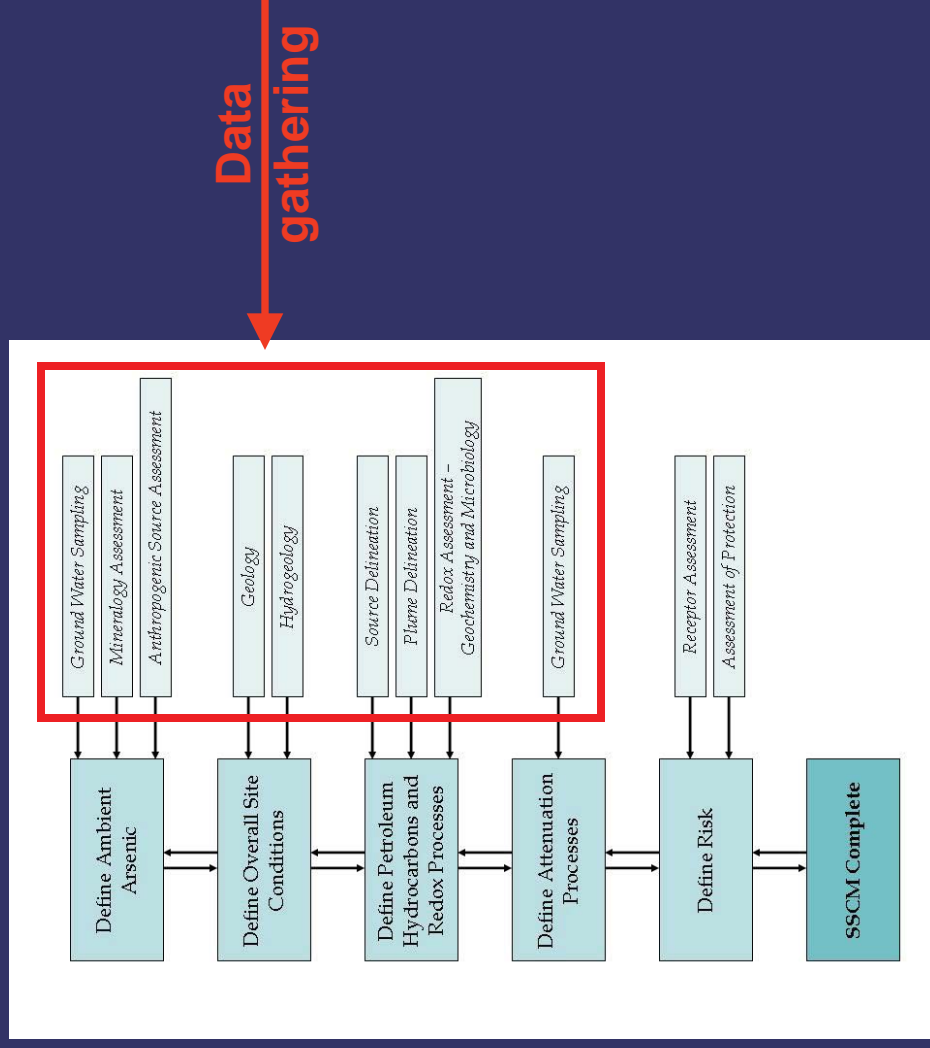 Data
gathering
Ground Water Sampling
Mineralogy Assessment
Anthropogenic Source Assessment
Define Ambient
Arsenic
Geology
Hydrogeology
Define Overall Site
Conditions
Source Delineation
Plume Delineation
Redox Assessment –
Geochemistry and Microbiology
Define Petroleum
Hydrocarbons and
Redox Processes
Ground Water Sampling
Define Attenuation
Processes
Receptor Assessment
Assessment of Protection
Define Risk
SSCM Complete